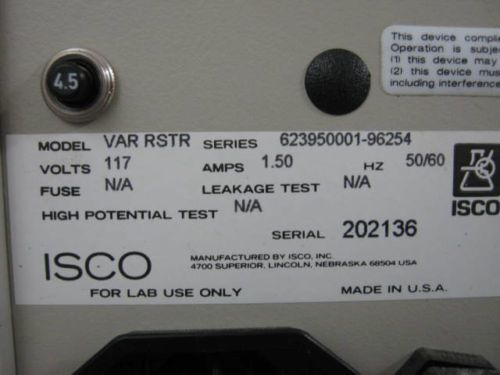 4.5
This device complie
Operation is subje
(1) this device may
(2) this device mus
including interference
MODEL VAR RSTR SERIES 623950001-96254
VOLTS 117 AMPS 1.50 HZ 50/60
FUSE N/A LEAKAGE TEST N/A
HIGH POTENTIAL TEST N/A
ISCO
SERIAL 202136
ISCO
MANUFACTURED BY ISCO, INC.
4700 SUPERIOR, LINCOLN, NEBRASKA 68504 USA
FOR LAB USE ONLY MADE IN U.S.A.